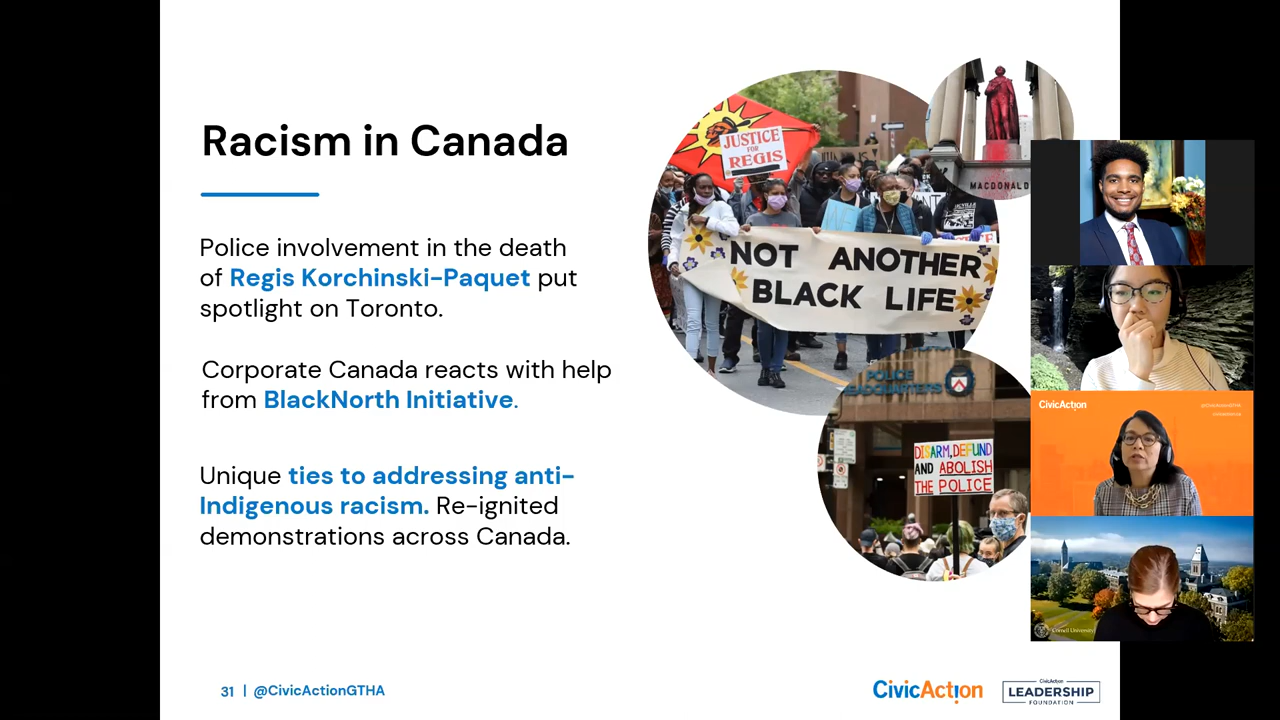 Racism in Canada
Police involvement in the death
of Regis Korchinski-Paquet put
spotlight on Toronto.
Corporate Canada reacts with help
from BlackNorth Initiative.
Unique ties to addressing anti-
Indigenous racism. Re-ignited
demonstrations across Canada.
JUSTICE
FOR
REGIS
NOT ANOTHER
BLACK LIFE
MACDONALD
POLICE
HEADQUARTERS
DISARM, DEFUND
AND ABOLISH
THE POLICE
CivicAction
@CivicActionGTHA
Cornell University
31 | @CivicActionGTHA
CivicAction
CivicAction
LEADERSHIP
FOUNDATION